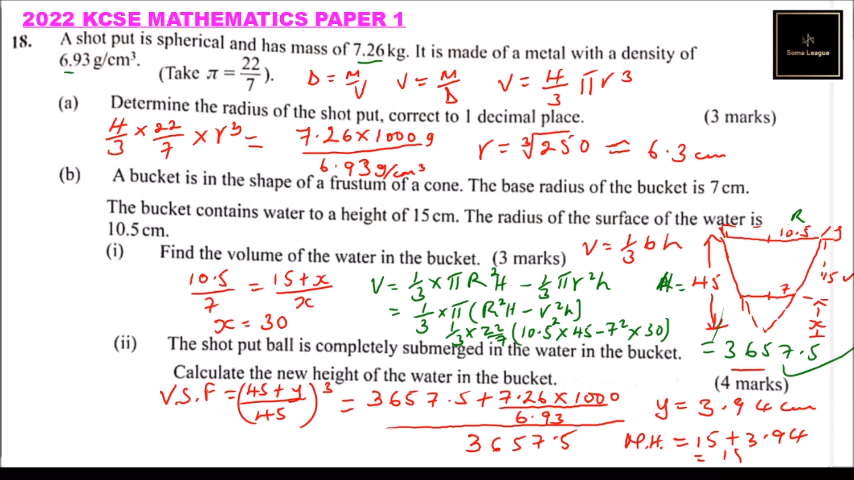 2022 KCSE MATHEMATICS PAPER 1
Soma League
18. A shot put is spherical and has mass of 7.26 kg. It is made of a metal with a density of
6.93 g/cm³. (Take π = 22/7). D = M/V V = M/D V = 4/3 πr³
(a) Determine the radius of the shot put, correct to 1 decimal place. (3 marks)
4/3 × 22/7 × r³ = 7.26 × 1000 g / 6.93 g/cm³ r = ³√250 ≈ 6.3 cm
(b) A bucket is in the shape of a frustum of a cone. The base radius of the bucket is 7 cm.
The bucket contains water to a height of 15 cm. The radius of the surface of the water is
10.5 cm. V = 1/3 bh
R
10.5 y
(i) Find the volume of the water in the bucket. (3 marks)
10.5/7 = 15+x/x V = 1/3 × πR²H − 1/3 πr²h H = 45 7 15
x = 30 = 1/3 × π(R²H − r²h) x
1/3 × 22/7 (10.5² × 45 − 7² × 30)
(ii) The shot put ball is completely submerged in the water in the bucket. = 3657.5
Calculate the new height of the water in the bucket. (4 marks)
V.S.F = (45 + y / 45)³ = 3657.5 + 7.26 × 1000 / 6.93 / 3657.5 y = 3.94 cm
N.H. = 15 + 3.94